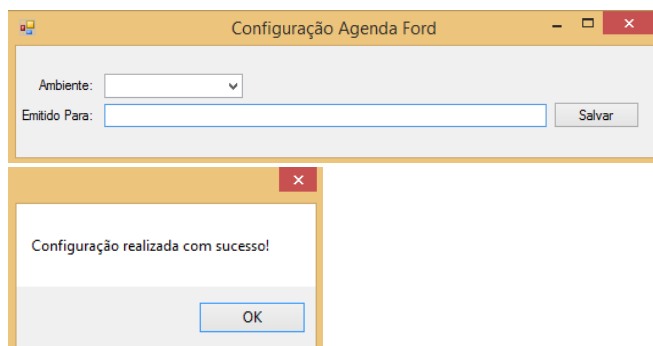 Configuração Agenda Ford
Ambiente:
Emitido Para:
Salvar
Configuração realizada com sucesso!
OK